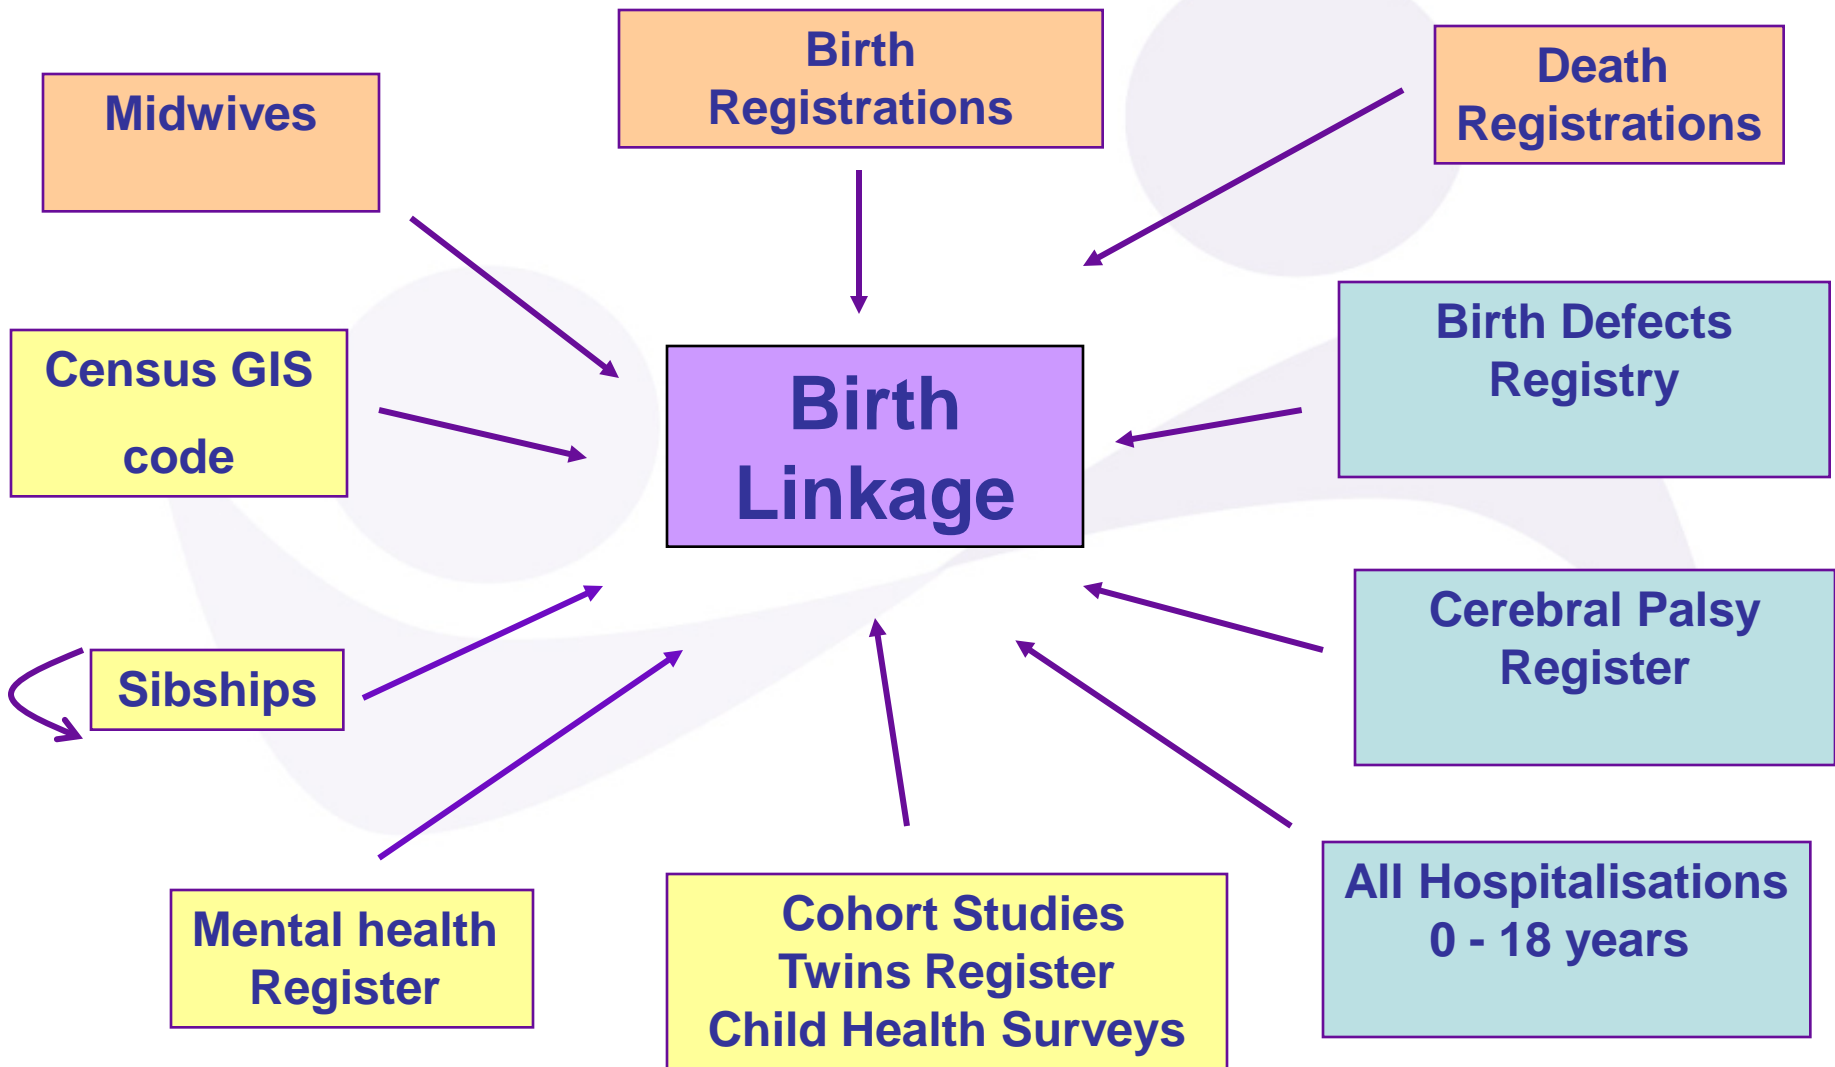 Birth
Registrations
Death
Registrations
Midwives
Census GIS
code
Birth
Linkage
Birth Defects
Registry
Sibships
Cerebral Palsy
Register
Mental health
Register
Cohort Studies
Twins Register
Child Health Surveys
All Hospitalisations
0 - 18 years